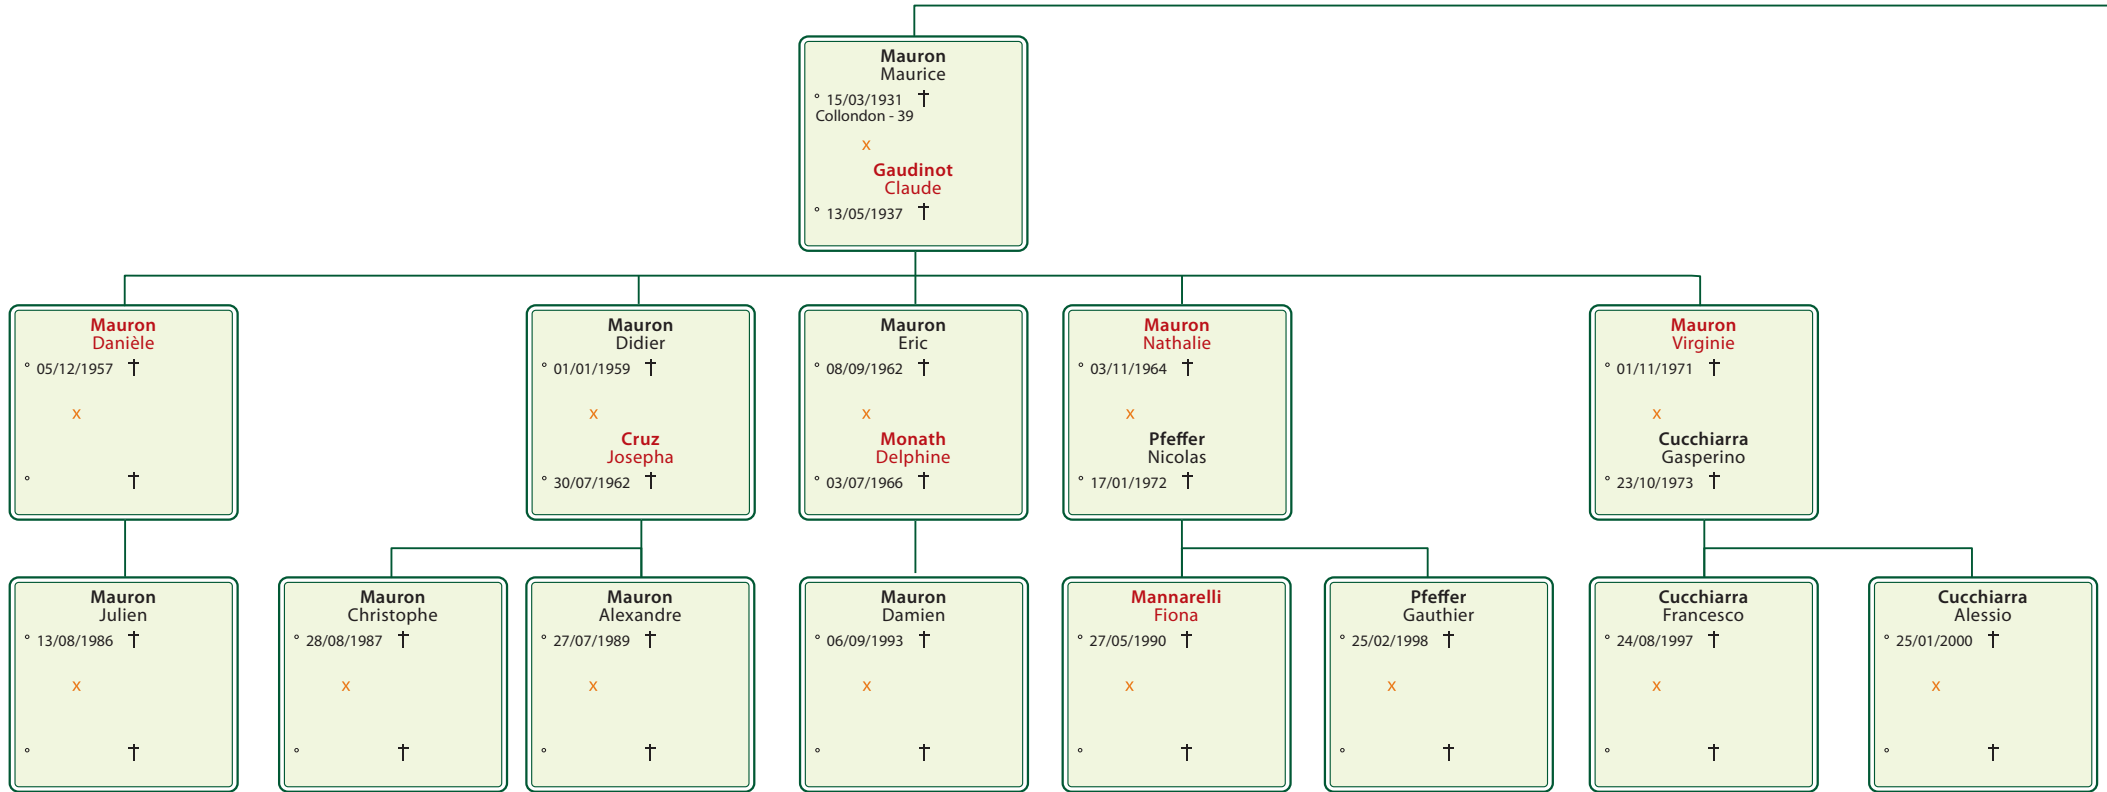 Mauron
Maurice
° 15/03/1931 †
Collondon - 39
x
Gaudinot
Claude
° 13/05/1937 †
Mauron
Danièle
° 05/12/1957 †
x
° †
Mauron
Didier
° 01/01/1959 †
x
Cruz
Josepha
° 30/07/1962 †
Mauron
Eric
° 08/09/1962 †
x
Monath
Delphine
° 03/07/1966 †
Mauron
Nathalie
° 03/11/1964 †
x
Pfeffer
Nicolas
° 17/01/1972 †
Mauron
Virginie
° 01/11/1971 †
x
Cucchiarra
Gasperino
° 23/10/1973 †
Mauron
Julien
° 13/08/1986 †
x
° †
Mauron
Christophe
° 28/08/1987 †
x
° †
Mauron
Alexandre
° 27/07/1989 †
x
° †
Mauron
Damien
° 06/09/1993 †
x
° †
Mannarelli
Fiona
° 27/05/1990 †
x
° †
Pfeffer
Gauthier
° 25/02/1998 †
x
° †
Cucchiarra
Francesco
° 24/08/1997 †
x
° †
Cucchiarra
Alessio
° 25/01/2000 †
x
° †